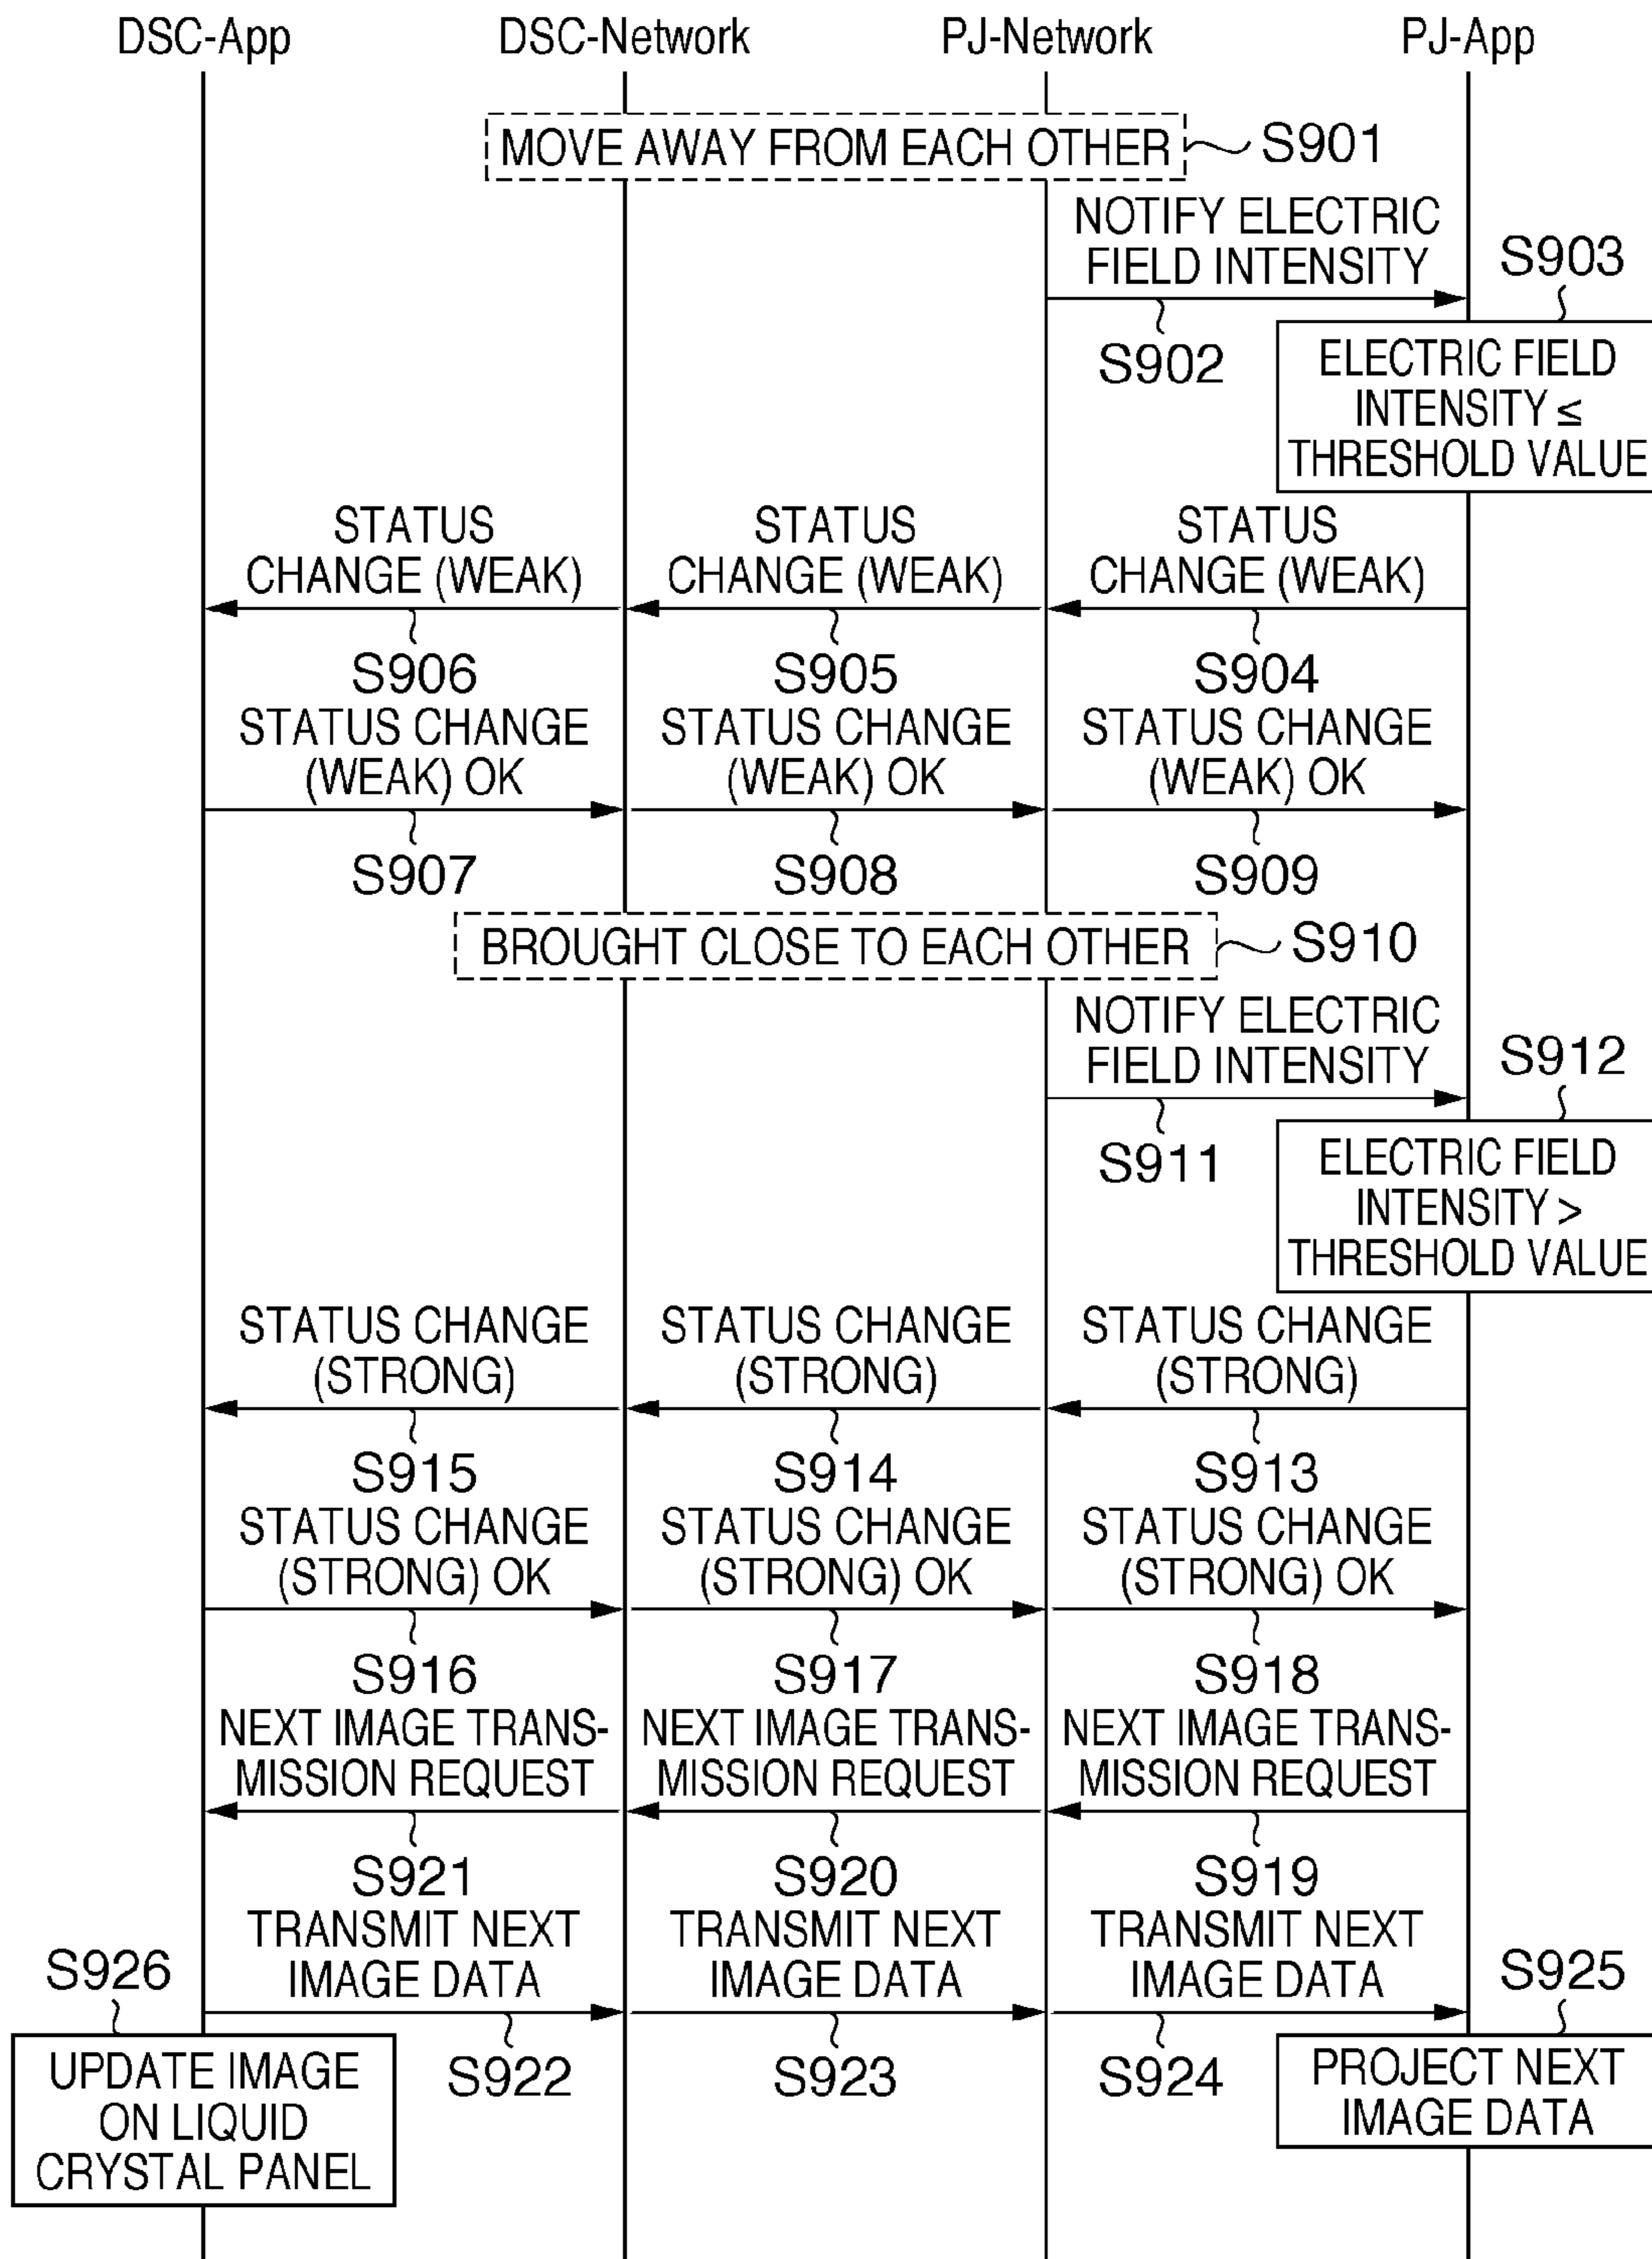 DSC-App DSC-Network PJ-Network PJ-App
MOVE AWAY FROM EACH OTHER S901
NOTIFY ELECTRIC
FIELD INTENSITY
S902
S903
ELECTRIC FIELD
INTENSITY ≤
THRESHOLD VALUE
STATUS
CHANGE (WEAK)
S906
STATUS
CHANGE (WEAK)
S905
STATUS
CHANGE (WEAK)
S904
STATUS CHANGE
(WEAK) OK
S907
STATUS CHANGE
(WEAK) OK
S908
STATUS CHANGE
(WEAK) OK
S909
BROUGHT CLOSE TO EACH OTHER S910
NOTIFY ELECTRIC
FIELD INTENSITY
S911
S912
ELECTRIC FIELD
INTENSITY >
THRESHOLD VALUE
STATUS CHANGE
(STRONG)
S915
STATUS CHANGE
(STRONG)
S914
STATUS CHANGE
(STRONG)
S913
STATUS CHANGE
(STRONG) OK
S916
STATUS CHANGE
(STRONG) OK
S917
STATUS CHANGE
(STRONG) OK
S918
NEXT IMAGE TRANS-
MISSION REQUEST
S921
NEXT IMAGE TRANS-
MISSION REQUEST
S920
NEXT IMAGE TRANS-
MISSION REQUEST
S919
TRANSMIT NEXT
IMAGE DATA
S922
TRANSMIT NEXT
IMAGE DATA
S923
TRANSMIT NEXT
IMAGE DATA
S924
S926
UPDATE IMAGE
ON LIQUID
CRYSTAL PANEL
S925
PROJECT NEXT
IMAGE DATA